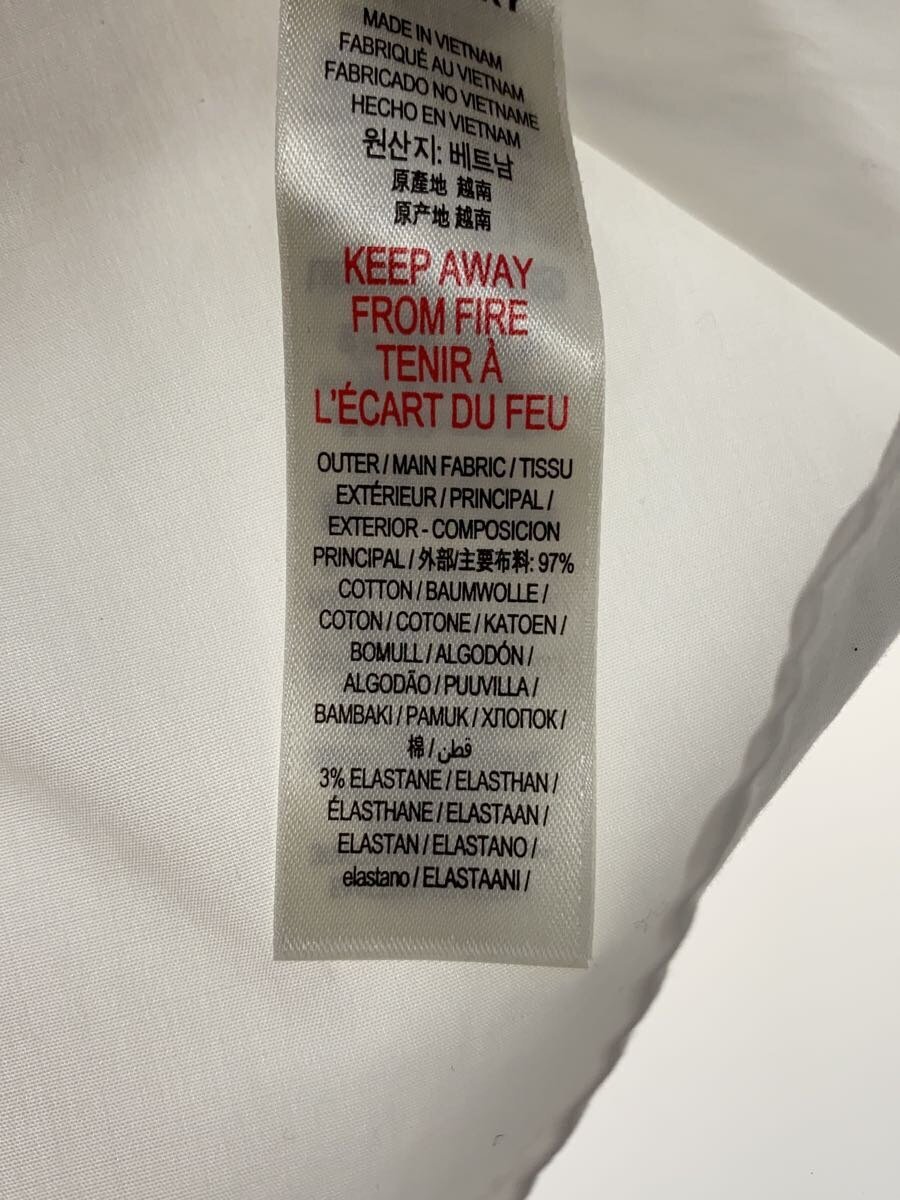 MADE IN VIETNAM
FABRIQUÉ AU VIETNAM
FABRICADO NO VIETNAME
HECHO EN VIETNAM
원산지: 베트남
原產地 越南
原产地 越南
KEEP AWAY
FROM FIRE
TENIR À
L'ÉCART DU FEU
OUTER / MAIN FABRIC / TISSU
EXTÉRIEUR / PRINCIPAL /
EXTERIOR - COMPOSICION
PRINCIPAL / 外部/主要布料: 97%
COTTON / BAUMWOLLE /
COTON / COTONE / KATOEN /
BOMULL / ALGODÓN /
ALGODÃO / PUUVILLA /
BAMBAKI / PAMUK / ХЛОПОК /
棉 / قطن
3% ELASTANE / ELASTHAN /
ÉLASTHANE / ELASTAAN /
ELASTAN / ELASTANO /
elastano / ELASTAANI /